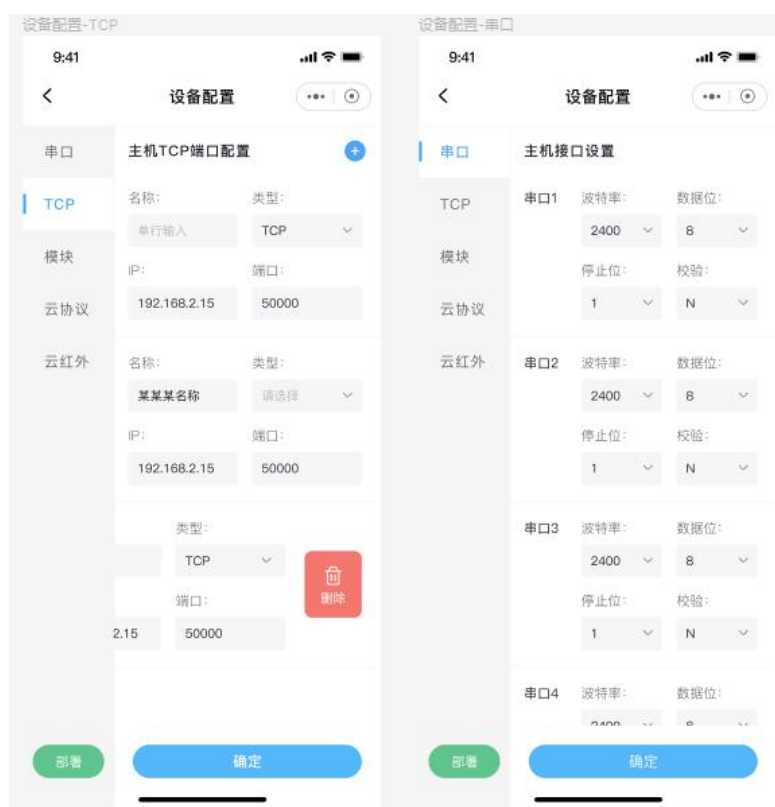 设备配置-TCP
9:41
设备配置
串口
TCP
模块
云协议
云红外
主机TCP端口配置
名称: 类型:
单行输入 TCP
IP: 端口:
192.168.2.15 50000
名称: 类型:
某某某名称 请选择
IP: 端口:
192.168.2.15 50000
类型:
TCP
端口:
2.15 50000
删除
部署 确定
设备配置-串口
9:41
设备配置
串口
TCP
模块
云协议
云红外
主机接口设置
串口1 波特率: 数据位:
2400 8
停止位: 校验:
1 N
串口2 波特率: 数据位:
2400 8
停止位: 校验:
1 N
串口3 波特率: 数据位:
2400 8
停止位: 校验:
1 N
串口4 波特率: 数据位:
2400 8
部署 确定